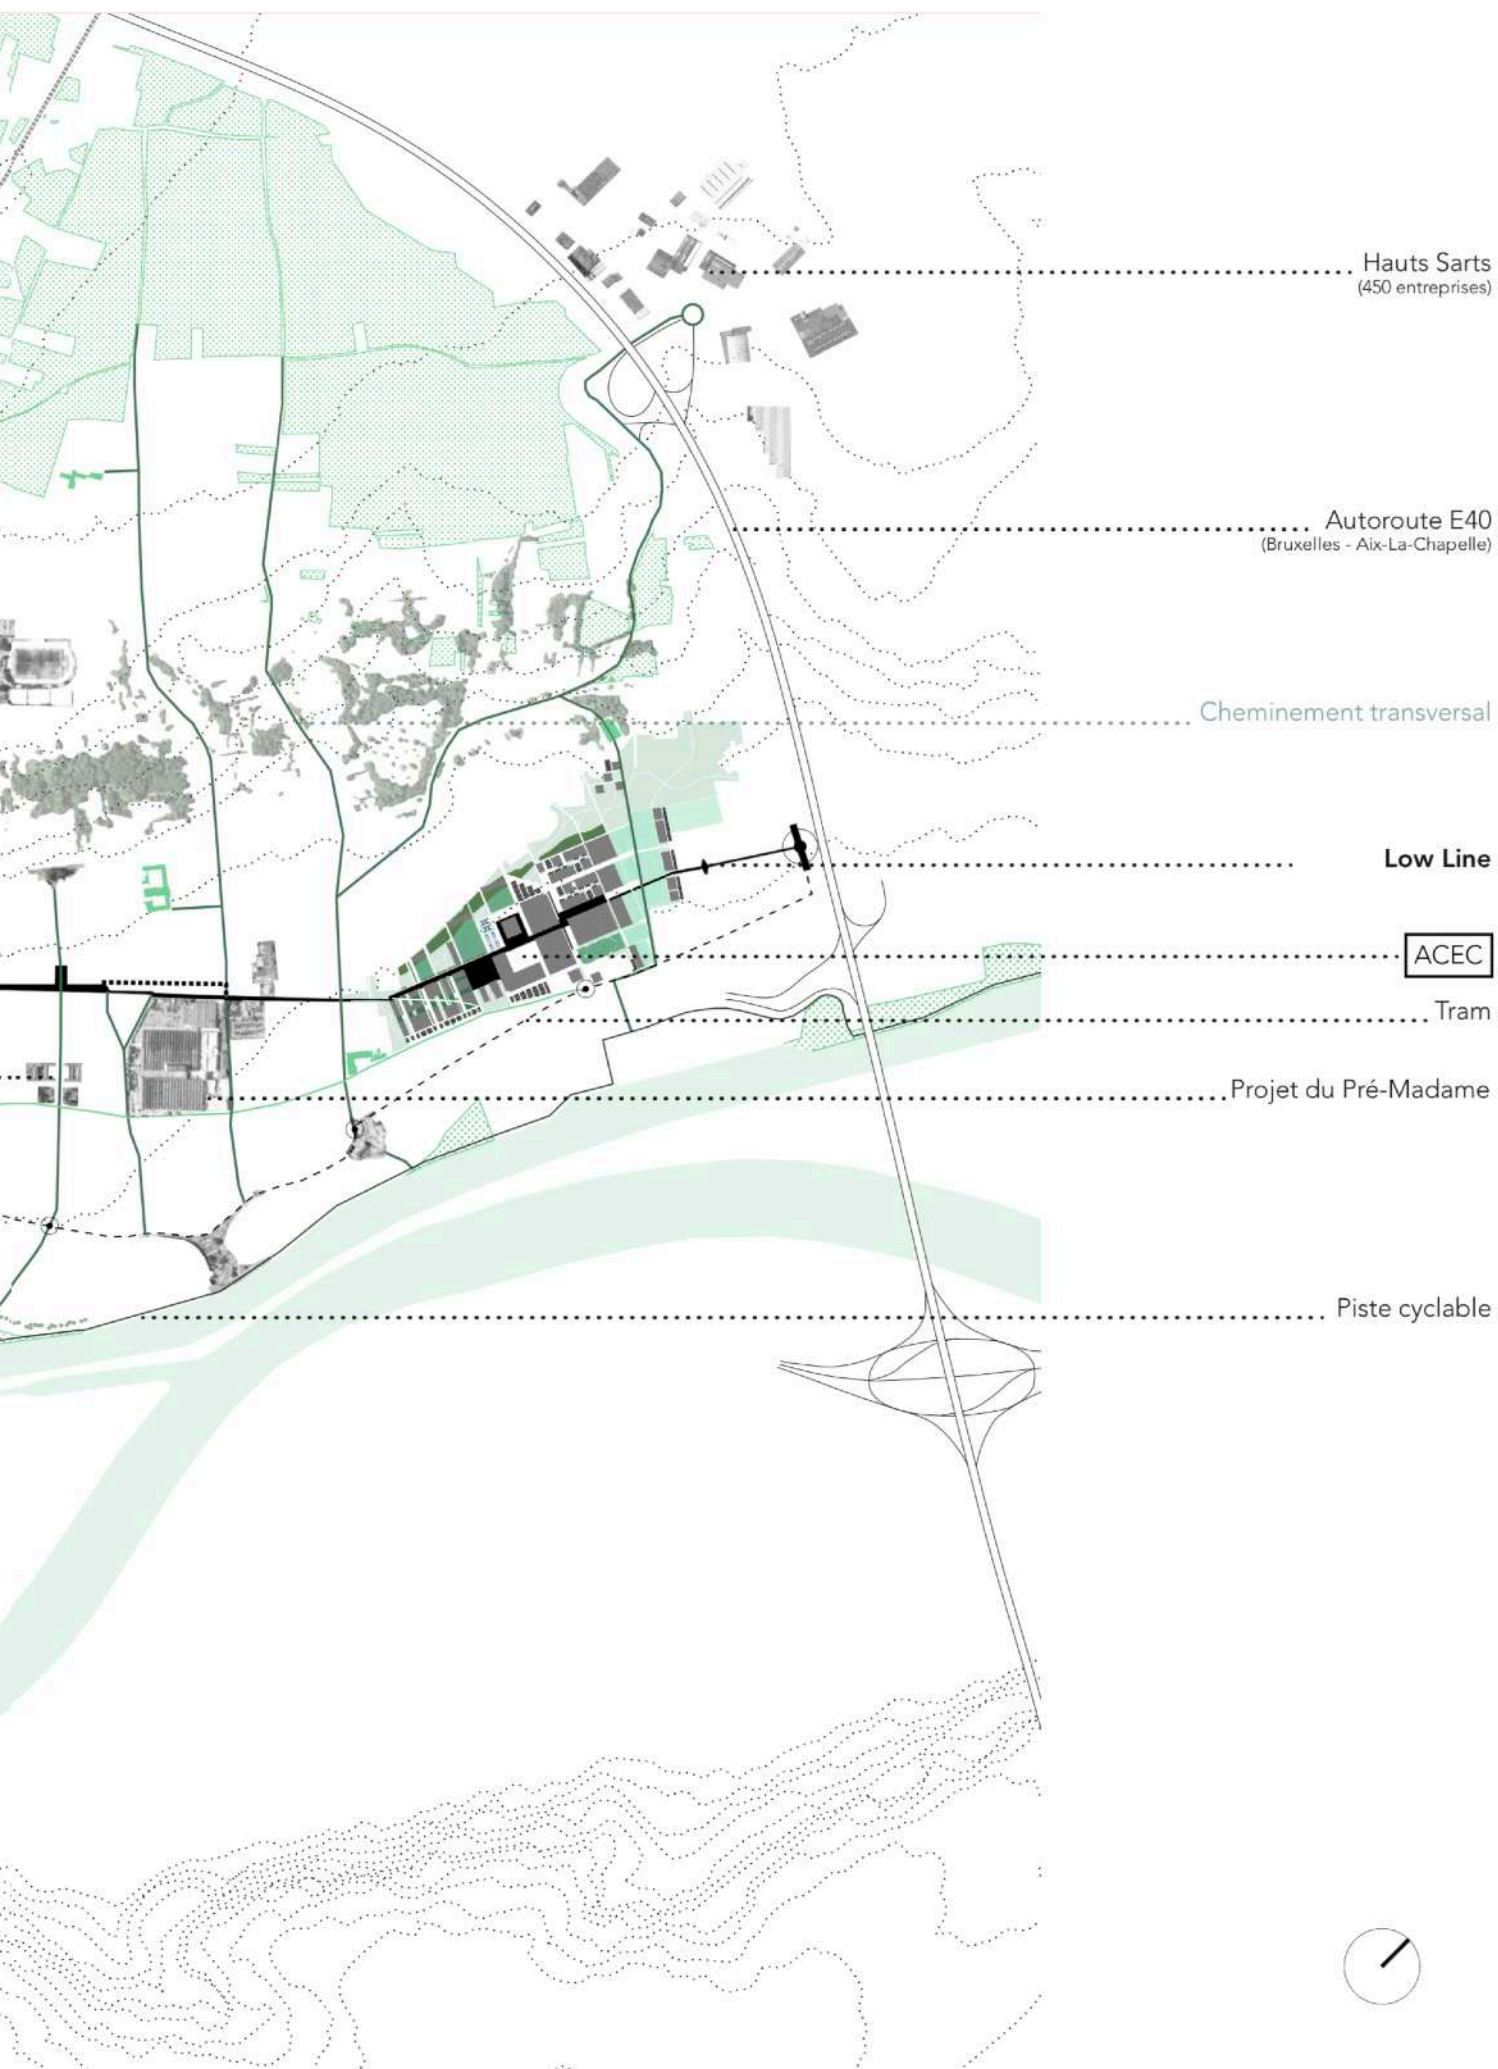 Hauts Sarts
(450 entreprises)
Autoroute E40
(Bruxelles - Aix-La-Chapelle)
Cheminement transversal
Low Line
ACEC
Tram
Projet du Pré-Madame
Piste cyclable